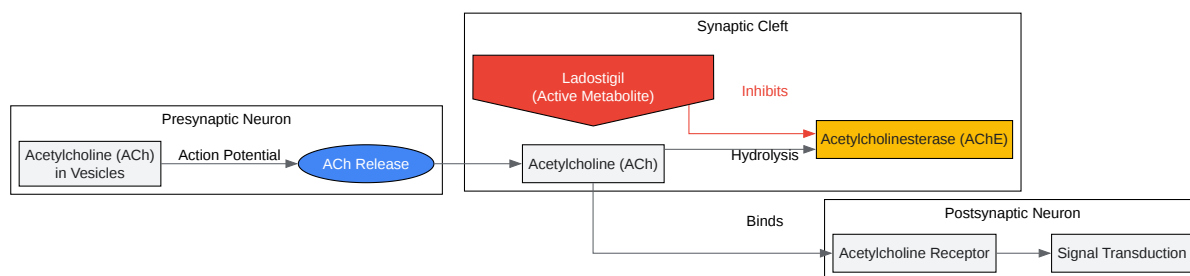 Presynaptic Neuron
Acetylcholine (ACh)
in Vesicles
Action Potential
ACh Release
Synaptic Cleft
Ladostigil
(Active Metabolite)
Inhibits
Acetylcholine (ACh)
Hydrolysis
Acetylcholinesterase (AChE)
Binds
Postsynaptic Neuron
Acetylcholine Receptor
Signal Transduction